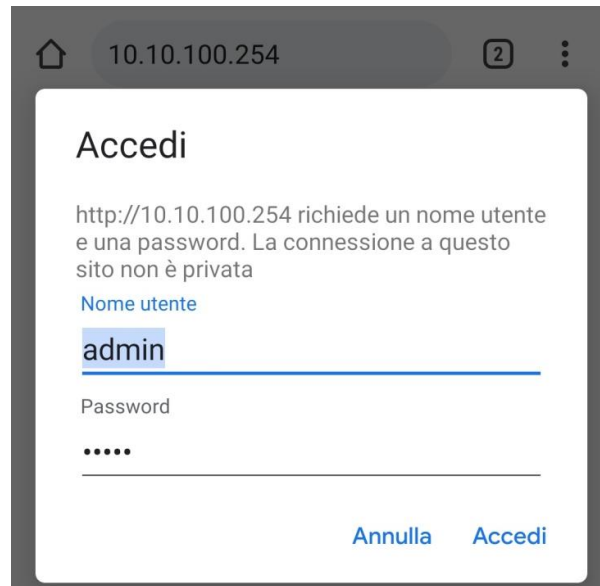 10.10.100.254
2
Accedi
http://10.10.100.254 richiede un nome utente
e una password. La connessione a questo
sito non è privata
Nome utente
admin
Password
•••••
Annulla
Accedi